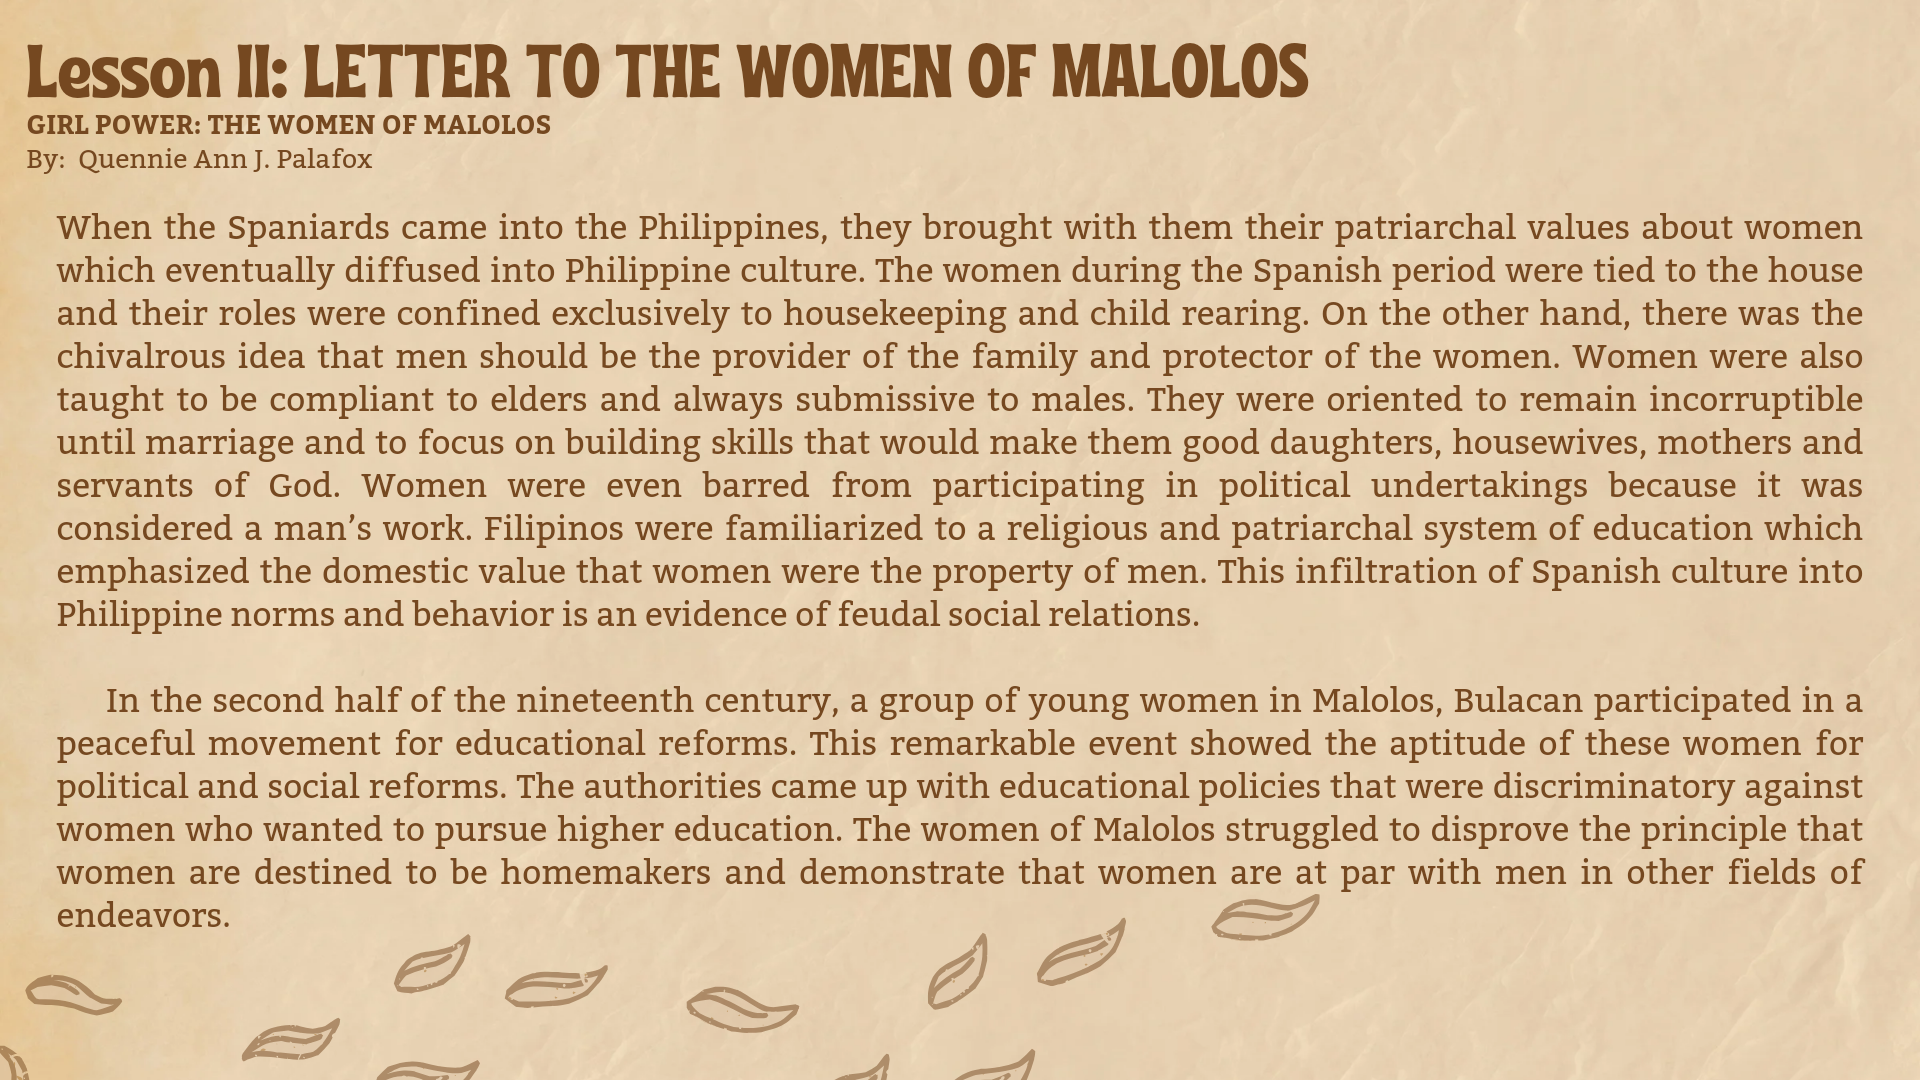 Lesson II: LETTER TO THE WOMEN OF MALOLOS
GIRL POWER: THE WOMEN OF MALOLOS
By: Quennie Ann J. Palafox
When the Spaniards came into the Philippines, they brought with them their patriarchal values about women
which eventually diffused into Philippine culture. The women during the Spanish period were tied to the house
and their roles were confined exclusively to housekeeping and child rearing. On the other hand, there was the
chivalrous idea that men should be the provider of the family and protector of the women. Women were also
taught to be compliant to elders and always submissive to males. They were oriented to remain incorruptible
until marriage and to focus on building skills that would make them good daughters, housewives, mothers and
servants of God. Women were even barred from participating in political undertakings because it was
considered a man’s work. Filipinos were familiarized to a religious and patriarchal system of education which
emphasized the domestic value that women were the property of men. This infiltration of Spanish culture into
Philippine norms and behavior is an evidence of feudal social relations.
In the second half of the nineteenth century, a group of young women in Malolos, Bulacan participated in a
peaceful movement for educational reforms. This remarkable event showed the aptitude of these women for
political and social reforms. The authorities came up with educational policies that were discriminatory against
women who wanted to pursue higher education. The women of Malolos struggled to disprove the principle that
women are destined to be homemakers and demonstrate that women are at par with men in other fields of
endeavors.